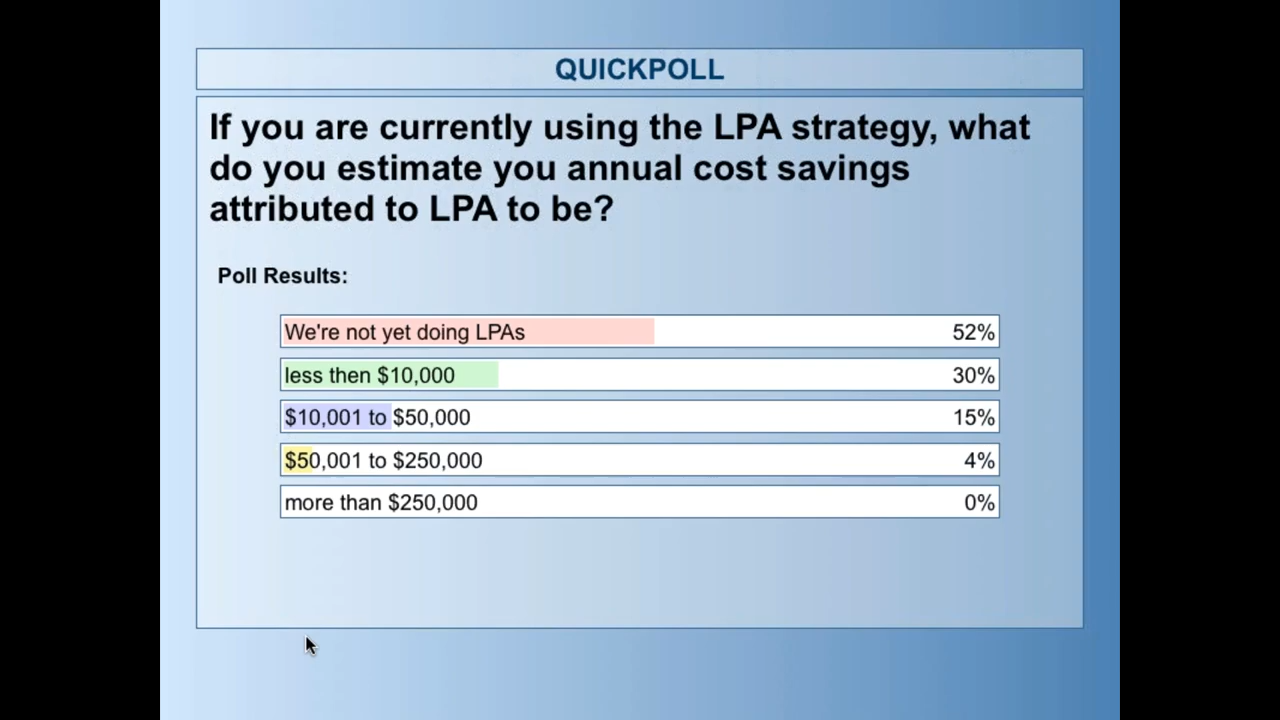 QUICKPOLL
If you are currently using the LPA strategy, what
do you estimate you annual cost savings
attributed to LPA to be?
Poll Results:
We're not yet doing LPAs 52%
less then $10,000 30%
$10,001 to $50,000 15%
$50,001 to $250,000 4%
more than $250,000 0%